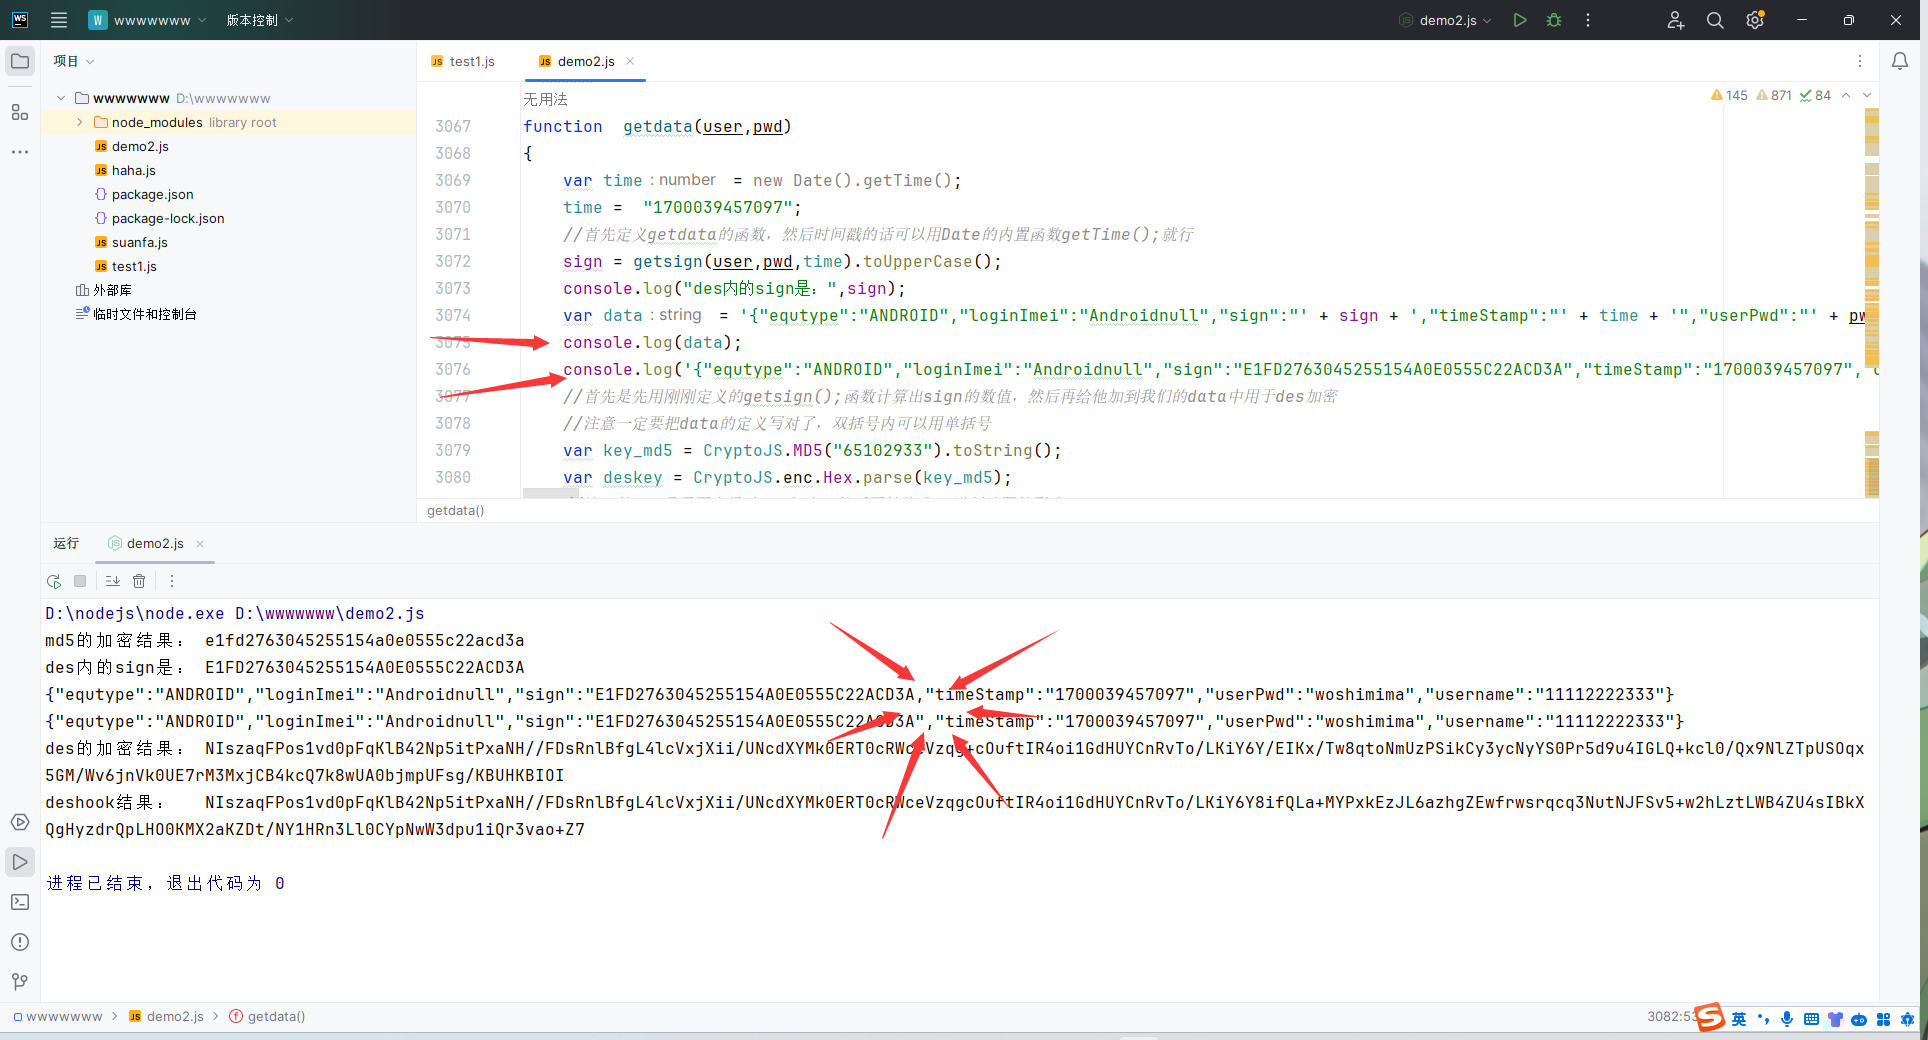 WS W wwwwwww 版本控制 demo2.js
项目 test1.js demo2.js
wwwwwww D:\wwwwwww
node_modules library root
demo2.js
haha.js
package.json
package-lock.json
suanfa.js
test1.js
外部库
临时文件和控制台
无用法 145 871 84
3067 function getdata(user,pwd)
3068 {
3069 var time : number = new Date().getTime();
3070 time = "1700039457097";
3071 //首先定义getdata的函数，然后时间戳的话可以用Date的内置函数getTime();就行
3072 sign = getsign(user,pwd,time).toUpperCase();
3073 console.log("des内的sign是：",sign);
3074 var data : string = '{"equtype":"ANDROID","loginImei":"Androidnull","sign":"' + sign + ',"timeStamp":"' + time + '","userPwd":"' + pw
3075 console.log(data);
3076 console.log('{"equtype":"ANDROID","loginImei":"Androidnull","sign":"E1FD2763045255154A0E0555C22ACD3A","timeStamp":"1700039457097",
3077 //首先是先用刚刚定义的getsign();函数计算出sign的数值，然后再给他加到我们的data中用于des加密
3078 //注意一定要把data的定义写对了，双括号内可以用单括号
3079 var key_md5 = CryptoJS.MD5("65102933").toString();
3080 var deskey = CryptoJS.enc.Hex.parse(key_md5);
getdata()
运行 demo2.js
D:\nodejs\node.exe D:\wwwwwww\demo2.js
md5的加密结果： e1fd2763045255154a0e0555c22acd3a
des内的sign是： E1FD2763045255154A0E0555C22ACD3A
{"equtype":"ANDROID","loginImei":"Androidnull","sign":"E1FD2763045255154A0E0555C22ACD3A,"timeStamp":"1700039457097","userPwd":"woshimima","username":"11112222333"}
{"equtype":"ANDROID","loginImei":"Androidnull","sign":"E1FD2763045255154A0E0555C22ACD3A","timeStamp":"1700039457097","userPwd":"woshimima","username":"11112222333"}
des的加密结果： NIszaqFPos1vd0pFqKlB42Np5itPxaNH//FDsRnlBfgL4lcVxjXii/UNcdXYMk0ERT0cRWceVzqg+cOuftIR4oi1GdHUYCnRvTo/LKiY6Y/EIKx/Tw8qtoNmUzPSikCy3ycNyYS0Pr5d9u4IGLQ+kcl0/Qx9NlZTpUSOqx
5GM/Wv6jnVk0UE7rM3MxjCB4kcQ7k8wUA0bjmpUFsg/KBUHKBIOI
deshook结果： NIszaqFPos1vd0pFqKlB42Np5itPxaNH//FDsRnlBfgL4lcVxjXii/UNcdXYMk0ERT0cRWceVzqgcOuftIR4oi1GdHUYCnRvTo/LKiY6Y8ifQLa+MYPxkEzJL6azhgZEwfrwsrqcq3NutNJFSv5+w2hLztLWB4ZU4sIBkX
QgHyzdrQpLHO0KMX2aKZDt/NY1HRn3Ll0CYpNwW3dpu1iQr3vao+Z7
进程已结束，退出代码为 0
wwwwwww demo2.js getdata() 3082:53 英